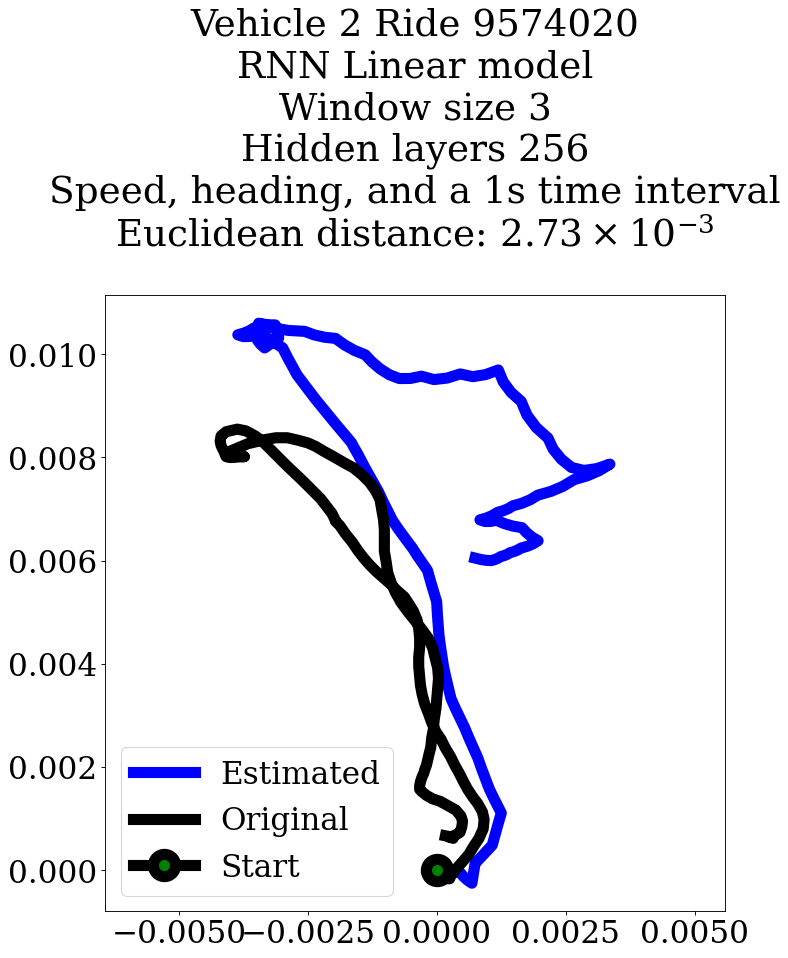 Vehicle 2 Ride 9574020
RNN Linear model
Window size 3
Hidden layers 256
Speed, heading, and a 1s time interval
Euclidean distance: 2.73 × 10⁻³
0.010
0.008
0.006
0.004
0.002
0.000
Estimated
Original
Start
−0.0050 −0.0025 0.0000 0.0025 0.0050